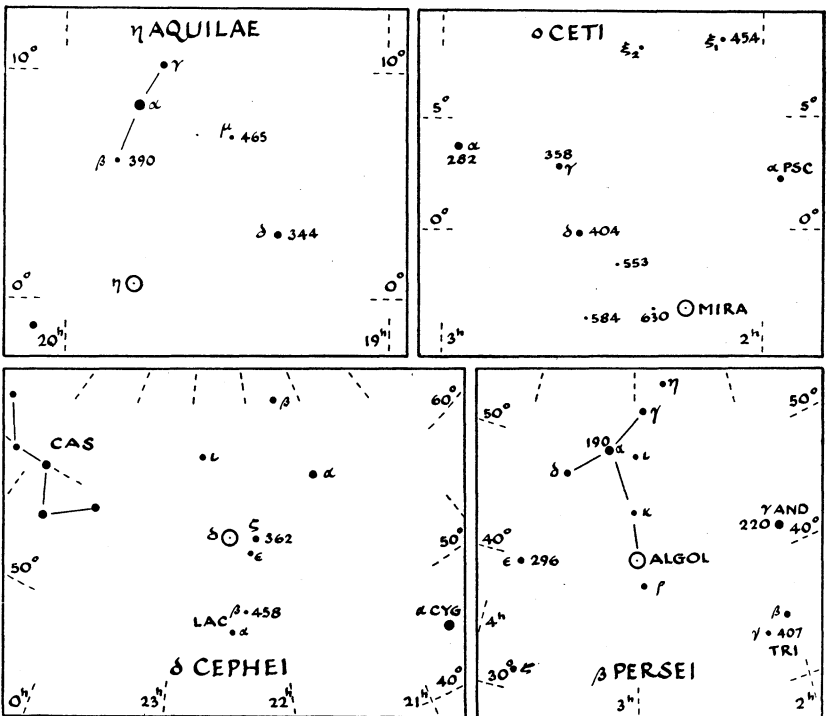 η AQUILAE
10° 10°
γ
α
μ 465
β 390
δ 344
η
0° 0°
20ʰ 19ʰ
ο CETI
ξ₂ ξ₁ 454
5° 5°
α
282
358
γ
α PSC
0° 0°
δ 404
553
584 630 MIRA
3ʰ 2ʰ
β
60°
CAS
ι
α
δ
ζ
362
ε
50° 50°
β 458
LAC
α
α CYG
δ CEPHEI
40°
0ʰ 23ʰ 22ʰ 21ʰ
η
50° 50°
γ
190 α
ι
δ
κ
γ AND
220
40° 40°
ε 296
ALGOL
ρ
4ʰ
β
γ 407
TRI
30° ξ
β PERSEI
3ʰ 2ʰ